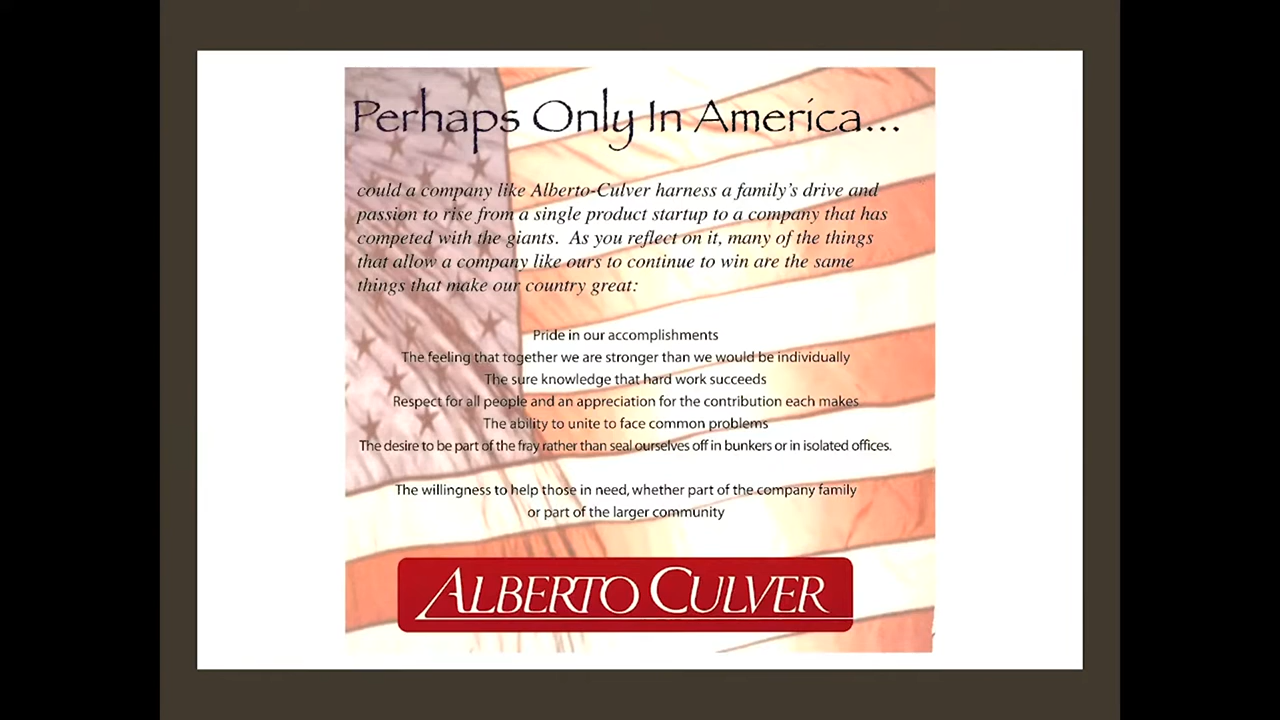 Perhaps Only In America...
could a company like Alberto-Culver harness a family's drive and
passion to rise from a single product startup to a company that has
competed with the giants.  As you reflect on it, many of the things
that allow a company like ours to continue to win are the same
things that make our country great:
Pride in our accomplishments
The feeling that together we are stronger than we would be individually
The sure knowledge that hard work succeeds
Respect for all people and an appreciation for the contribution each makes
The ability to unite to face common problems
The desire to be part of the fray rather than seal ourselves off in bunkers or in isolated offices.
The willingness to help those in need, whether part of the company family
or part of the larger community
ALBERTO CULVER